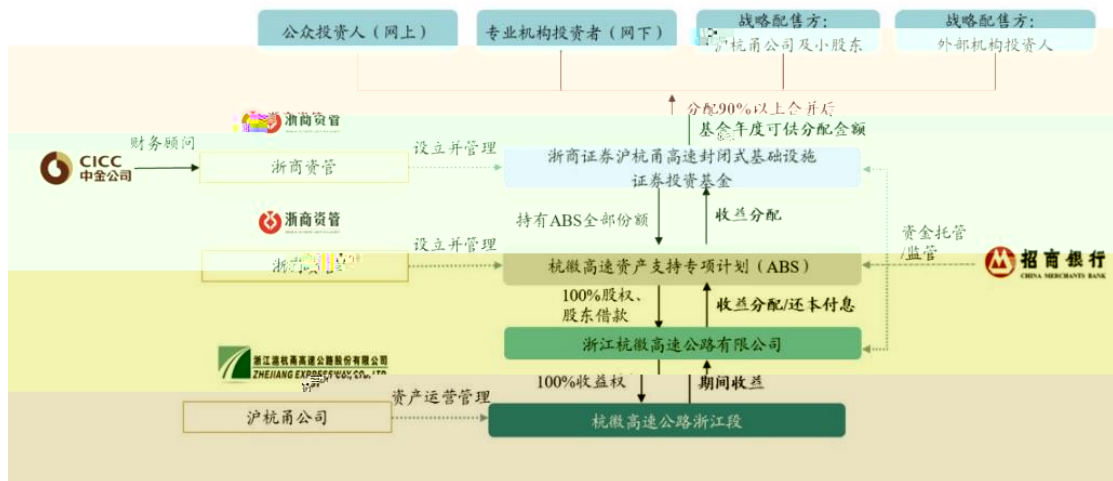 公众投资人(网上)
专业机构投资者(网下)
战略配售方:
沪杭甬公司及小股东
战略配售方:
外部机构投资人
分配90%以上合并后
基金年度可供分配金额
浙商资管
财务顾问
CICC
中金公司
浙商资管
设立并管理
浙商证券沪杭甬高速封闭式基础设施
证券投资基金
持有ABS全部份额
收益分配
浙商资管
设立并管理
杭徽高速资产支持专项计划(ABS)
资金托管
/监管
招商银行
CHINA MERCHANTS BANK
100%股权、
股东借款
收益分配/还本付息
浙江杭徽高速公路有限公司
浙江沪杭甬高速公路股份有限公司
ZHEJIANG EXPRESSWAY CO., LTD.
100%收益权
期间收益
沪杭甬公司
资产运营管理
杭徽高速公路浙江段